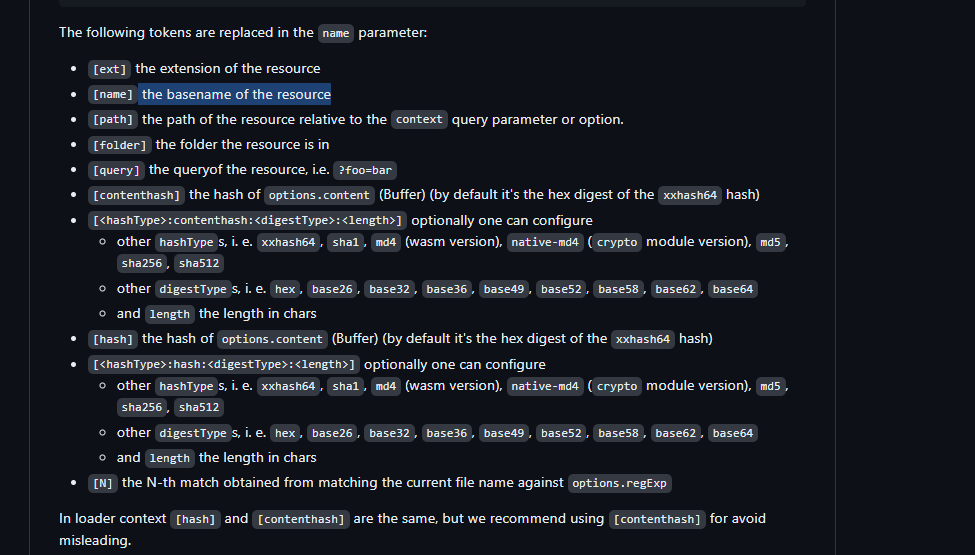 The following tokens are replaced in the name parameter:
[ext] the extension of the resource
[name] the basename of the resource
[path] the path of the resource relative to the context query parameter or option.
[folder] the folder the resource is in
[query] the queryof the resource, i.e. ?foo=bar
[contenthash] the hash of options.content (Buffer) (by default it's the hex digest of the xxhash64 hash)
[<hashType>:contenthash:<digestType>:<length>] optionally one can configure
other hashType s, i. e. xxhash64, sha1, md4 (wasm version), native-md4 (crypto module version), md5,
sha256, sha512
other digestType s, i. e. hex, base26, base32, base36, base49, base52, base58, base62, base64
and length the length in chars
[hash] the hash of options.content (Buffer) (by default it's the hex digest of the xxhash64 hash)
[<hashType>:hash:<digestType>:<length>] optionally one can configure
other hashType s, i. e. xxhash64, sha1, md4 (wasm version), native-md4 (crypto module version), md5,
sha256, sha512
other digestType s, i. e. hex, base26, base32, base36, base49, base52, base58, base62, base64
and length the length in chars
[N] the N-th match obtained from matching the current file name against options.regExp
In loader context [hash] and [contenthash] are the same, but we recommend using [contenthash] for avoid
misleading.